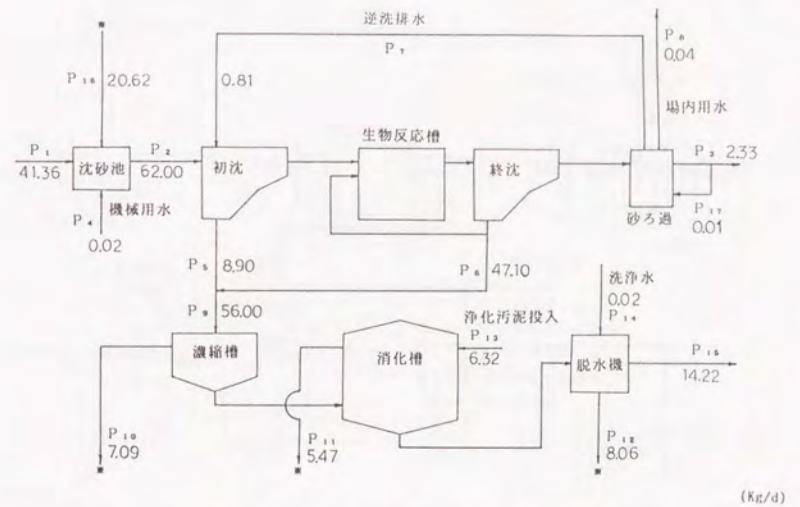 逆洗排水
P₇
P₈
0.04
P₁₆ 20.62
0.81
場内用水
生物反応槽
P₁
41.36
沈砂池
P₂
62.00
初沈
終沈
P₃ 2.33
砂ろ過
P₁₇
0.01
P₄
機械用水
0.02
P₅ 8.90
P₆ 47.10
P₉ 56.00
洗浄水
0.02
P₁₄
浄化汚泥投入
P₁₃
6.32
濃縮槽
消化槽
脱水機
P₁₅
14.22
P₁₀
7.09
P₁₁
5.47
P₁₂
8.06
(Kg/d)